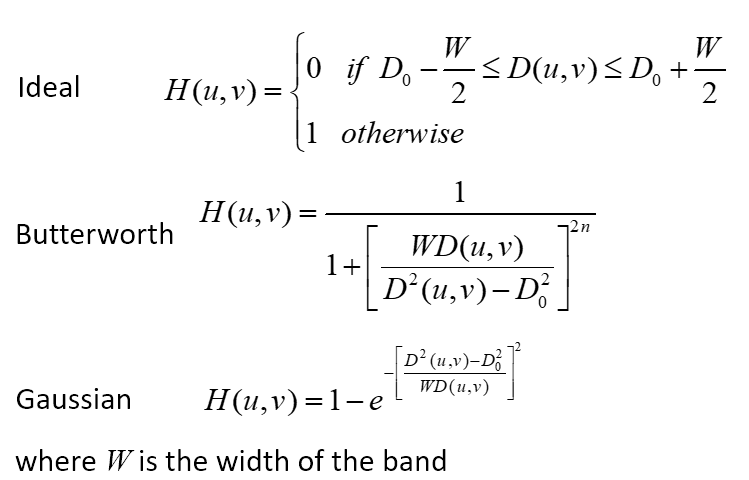 Ideal H(u,v) = { 0 if D₀ − W/2 ≤ D(u,v) ≤ D₀ + W/2
1 otherwise
Butterworth H(u,v) = 1 / (1 + [WD(u,v) / (D²(u,v) − D₀²)]²ⁿ)
Gaussian H(u,v) = 1 − e^(−[(D²(u,v) − D₀²) / WD(u,v)]²)
where W is the width of the band